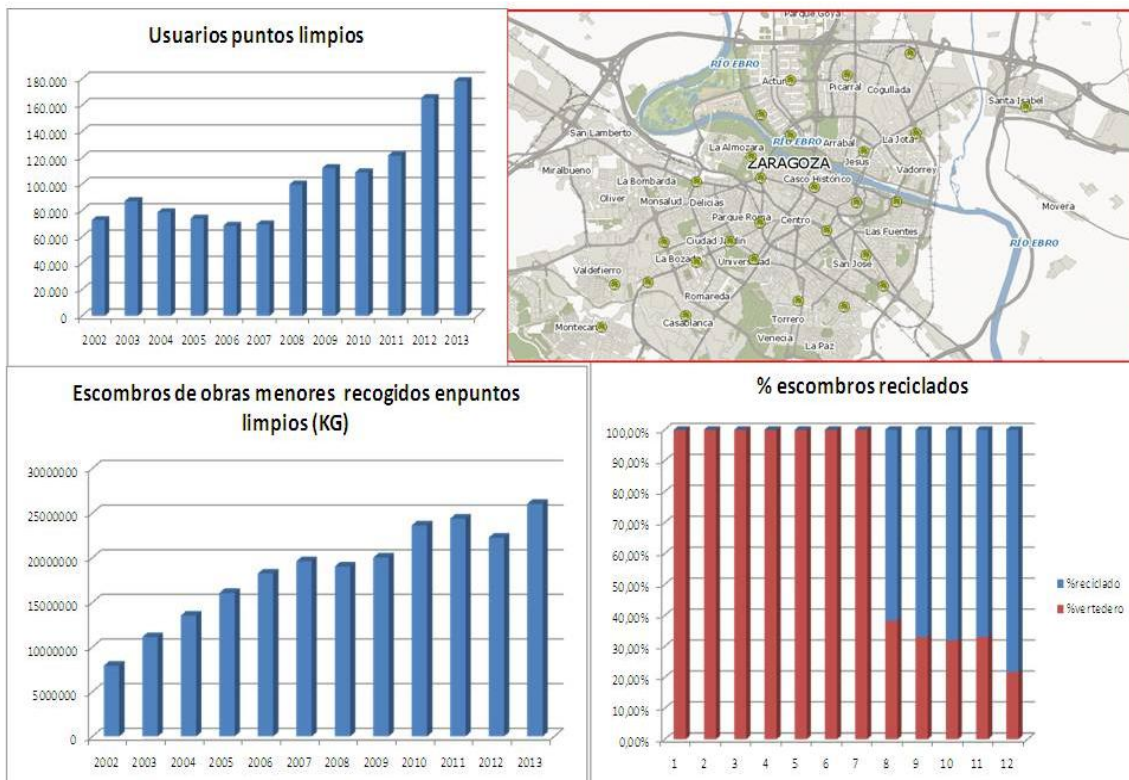 Usuarios puntos limpios
180.000
160.000
140.000
120.000
100.000
80.000
60.000
40.000
20.000
0
2002 2003 2004 2005 2006 2007 2008 2009 2010 2011 2012 2013
Parque Goya
RÍO EBRO
Actur
Picarral
Cogullada
Santa Isabel
San Lamberto
RÍO EBRO
Arrabal
La Jota
La Almozara
Jesus
Miralbueno
ZARAGOZA
Vadorrey
La Bombarda
Casco Histórico
Oliver
Monsalud
Delicias
Movera
Parque Roma
Centro
Las Fuentes
Ciudad Jardín
RÍO EBRO
La Bozada
Universidad
San José
Valdefierro
Romareda
Casablanca
Torrero
Montecan
Venecia
La Paz
Escombros de obras menores recogidos enpuntos
limpios (KG)
30000000
25000000
20000000
15000000
10000000
5000000
0
2002 2003 2004 2005 2006 2007 2008 2009 2010 2011 2012 2013
% escombros reciclados
100,00%
90,00%
80,00%
70,00%
60,00%
50,00%
40,00%
30,00%
20,00%
10,00%
0,00%
1 2 3 4 5 6 7 8 9 10 11 12
%reciclado
%vertedero